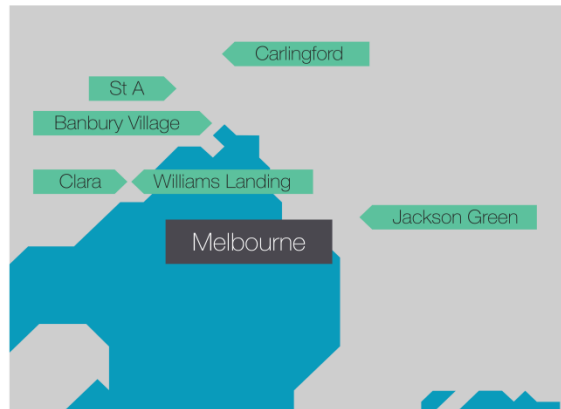 Carlingford
St A
Banbury Village
Clara
Williams Landing
Jackson Green
Melbourne